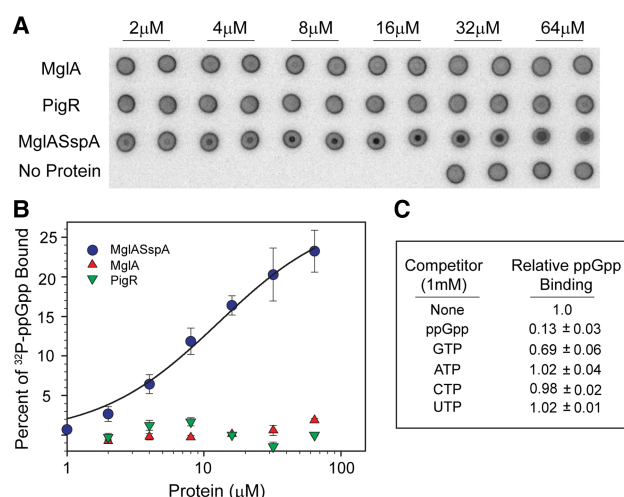 A
2μM 4μM 8μM 16μM 32μM 64μM
MglA
PigR
MglASspA
No Protein
B
Percent of ³²P-ppGpp Bound
25
20
15
10
5
MglASspA
MglA
PigR
1 10 100
Protein (μM)
C
Competitor (1mM) Relative ppGpp Binding
None 1.0
ppGpp 0.13 ± 0.03
GTP 0.69 ± 0.06
ATP 1.02 ± 0.04
CTP 0.98 ± 0.02
UTP 1.02 ± 0.01